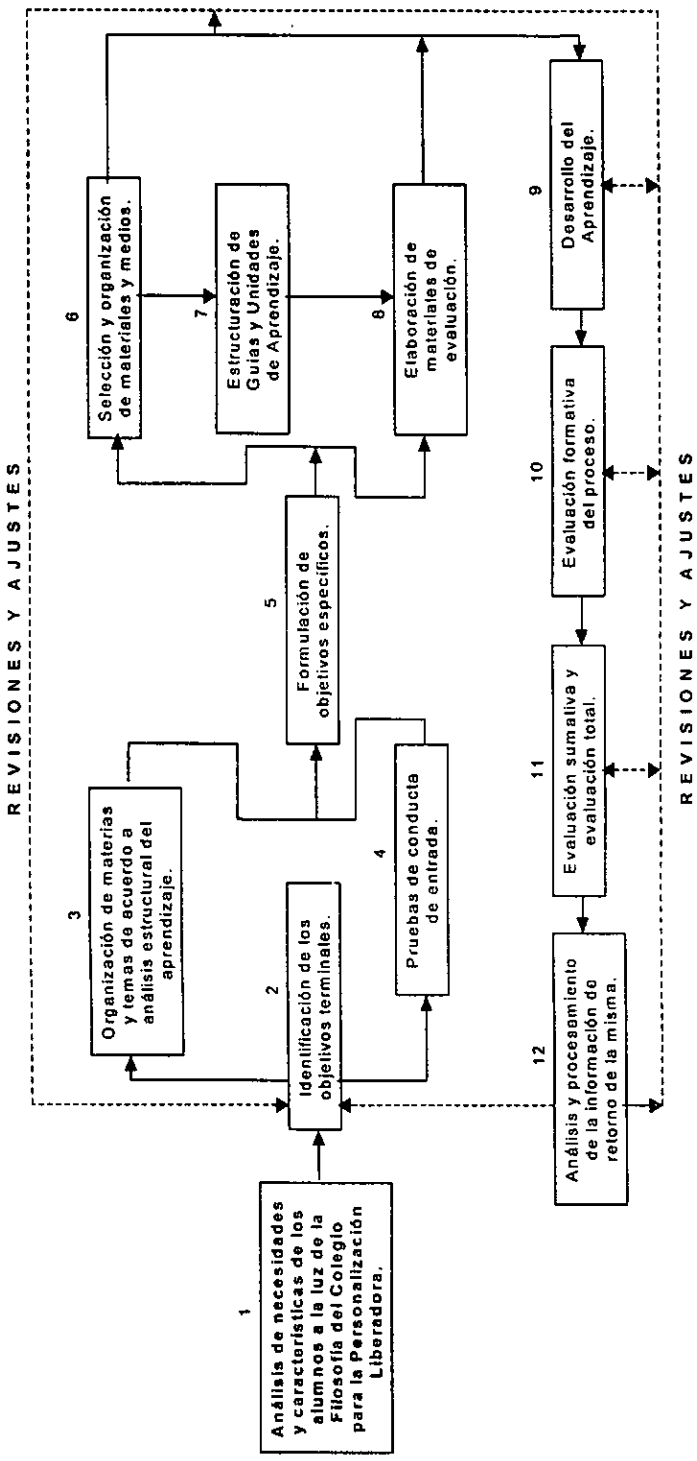 REVISIONES Y AJUSTES
1
Análisis de necesidades
y características de los
alumnos a la luz de la
Filosofía del Colegio
para la Personalización
Liberadora.
2
Identificación de los
objetivos terminales.
3
Organización de materias
y temas de acuerdo a
análisis estructural del
aprendizaje.
4
Pruebas de conducta
de entrada.
5
Formulación de
objetivos específicos.
6
Selección y organización
de materiales y medios.
7
Estructuración de
Guías y Unidades
de Aprendizaje.
8
Elaboración de
materiales de
evaluación.
9
Desarrollo del
Aprendizaje.
10
Evaluación formativa
del proceso.
11
Evaluación sumativa y
evaluación total.
12
Análisis y procesamiento
de la información de
retorno de la misma.
REVISIONES Y AJUSTES